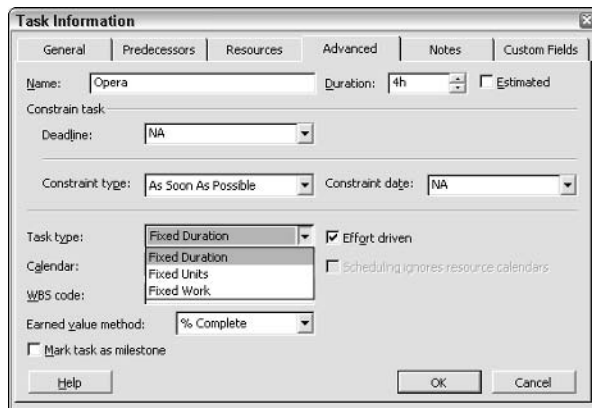 Task Information
General Predecessors Resources Advanced Notes Custom Fields
Name: Opera Duration: 4h Estimated
Constrain task
Deadline: NA
Constraint type: As Soon As Possible Constraint date: NA
Task type: Fixed Duration Effort driven
Fixed Duration
Calendar: Fixed Units Scheduling ignores resource calendars
Fixed Work
WBS code:
Earned value method: % Complete
Mark task as milestone
Help OK Cancel